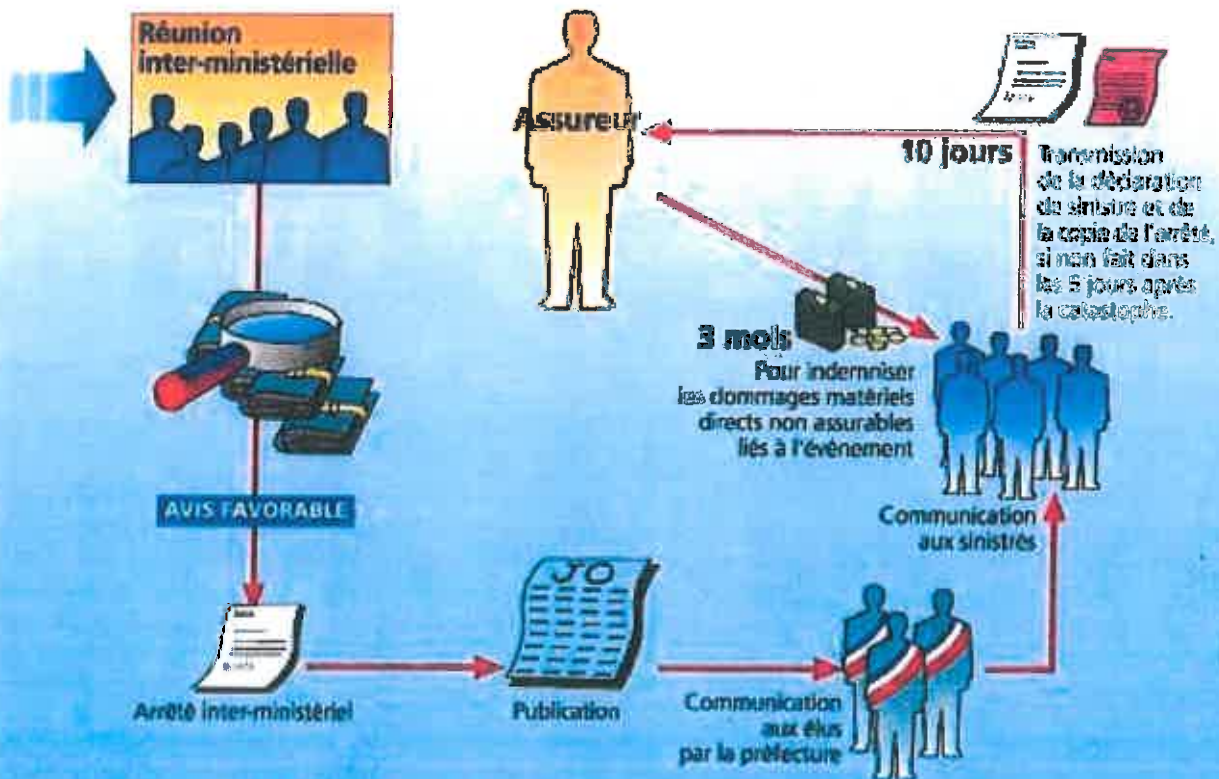 Réunion
inter-ministérielle
Assureur
10 jours
Transmission
de la déclaration
de sinistre et de
la copie de l'arrêté,
si non fait dans
les 5 jours après
la catastophe.
3 mois
Pour indemniser
les dommages matériels
directs non assurables
liés à l'événement
Communication
aux sinistrés
AVIS FAVORABLE
Arrêté inter-ministériel
JO
Publication
Communication
aux élus
par la préfecture